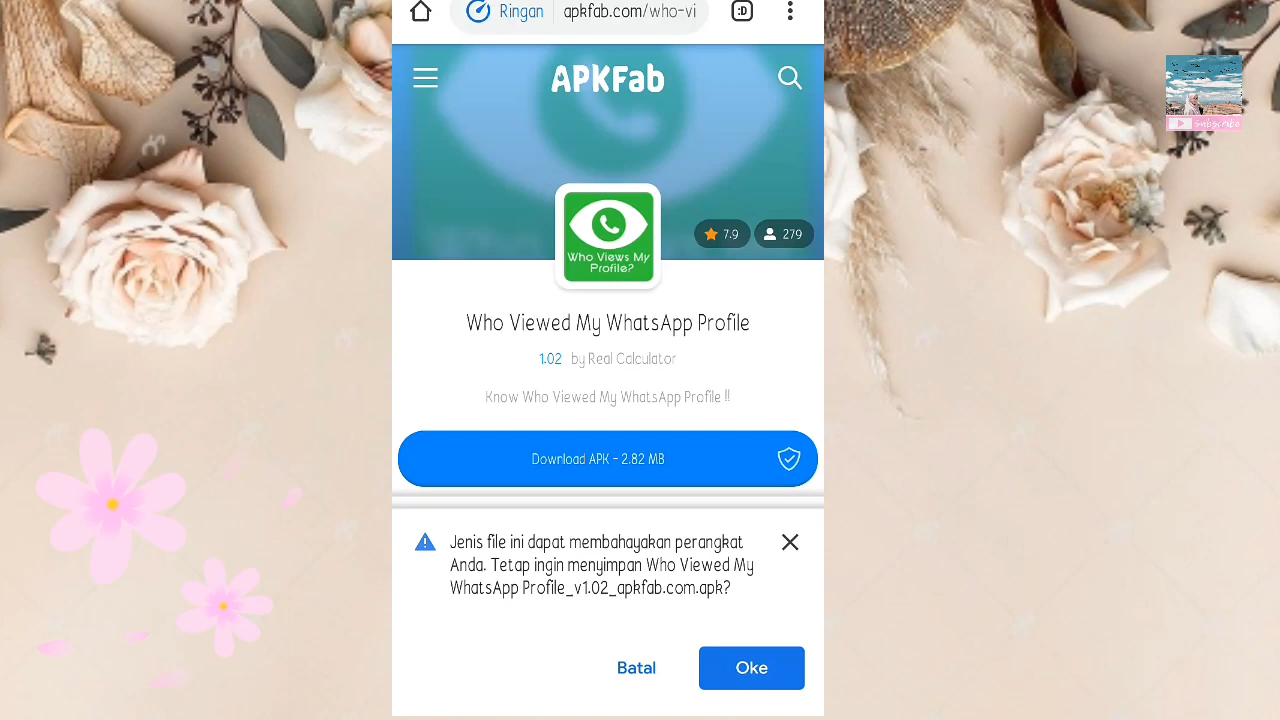 Ringan
apkfab.com/who-vi
:D
APKFab
Who Views My
Profile?
7.9
279
Who Viewed My WhatsApp Profile
1.02 by Real Calculator
Know Who Viewed My WhatsApp Profile !!
Download APK - 2.82 MB
Jenis file ini dapat membahayakan perangkat
Anda. Tetap ingin menyimpan Who Viewed My
WhatsApp Profile_v1.02_apkfab.com.apk?
Batal
Oke
Subscribe